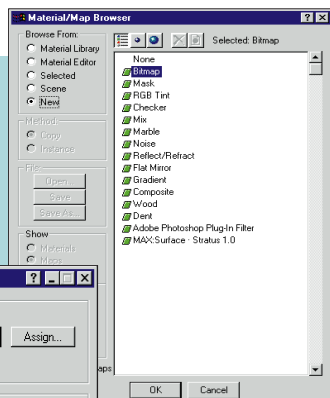 Material/Map Browser
Browse From:
Material Library
Material Editor
Selected
Scene
New
Method:
Copy
Instance
File:
Open...
Save
Save As...
Show
Materials
Maps
Selected: Bitmap
None
Bitmap
Mask
RGB Tint
Checker
Mix
Marble
Noise
Reflect/Refract
Flat Mirror
Gradient
Composite
Wood
Dent
Adobe Photoshop Plug-In Filter
MAX:Surface - Stratus 1.0
Assign...
aps
OK
Cancel